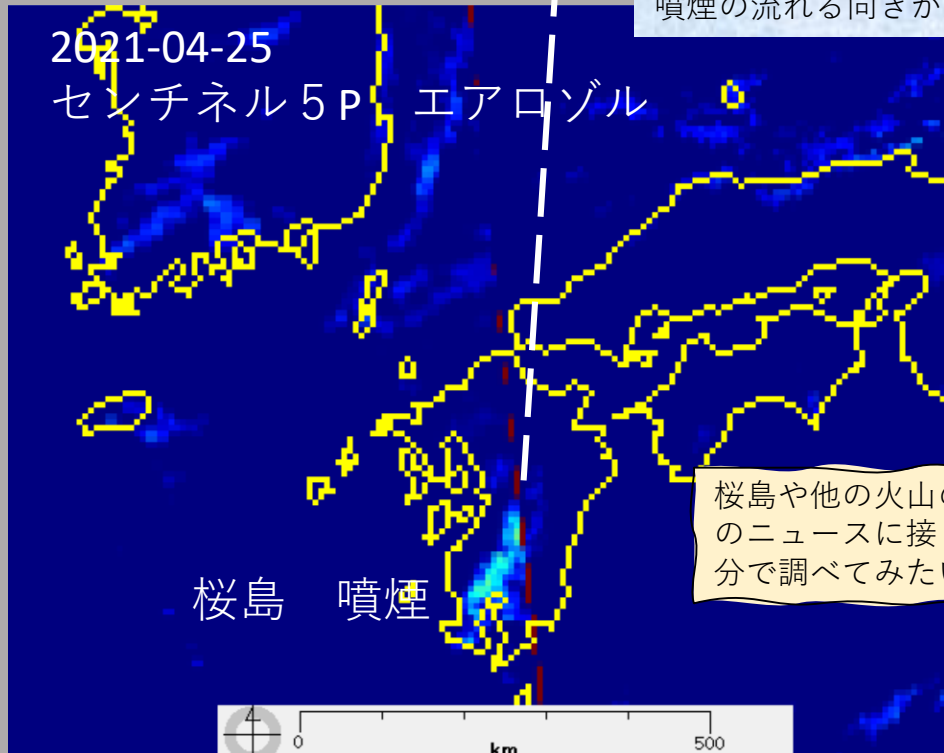 噴煙の流れる向きが
2021-04-25
センチネル５P　エアロゾル
桜島や他の火山の
のニュースに接し
分で調べてみたい
桜島　噴煙
0 500
km